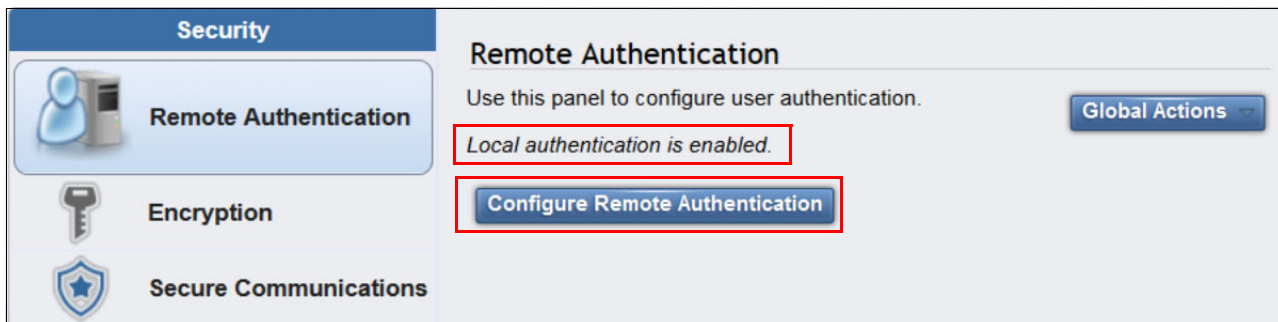 Security
Remote Authentication
Encryption
Secure Communications
Remote Authentication
Use this panel to configure user authentication.
Global Actions
Local authentication is enabled.
Configure Remote Authentication